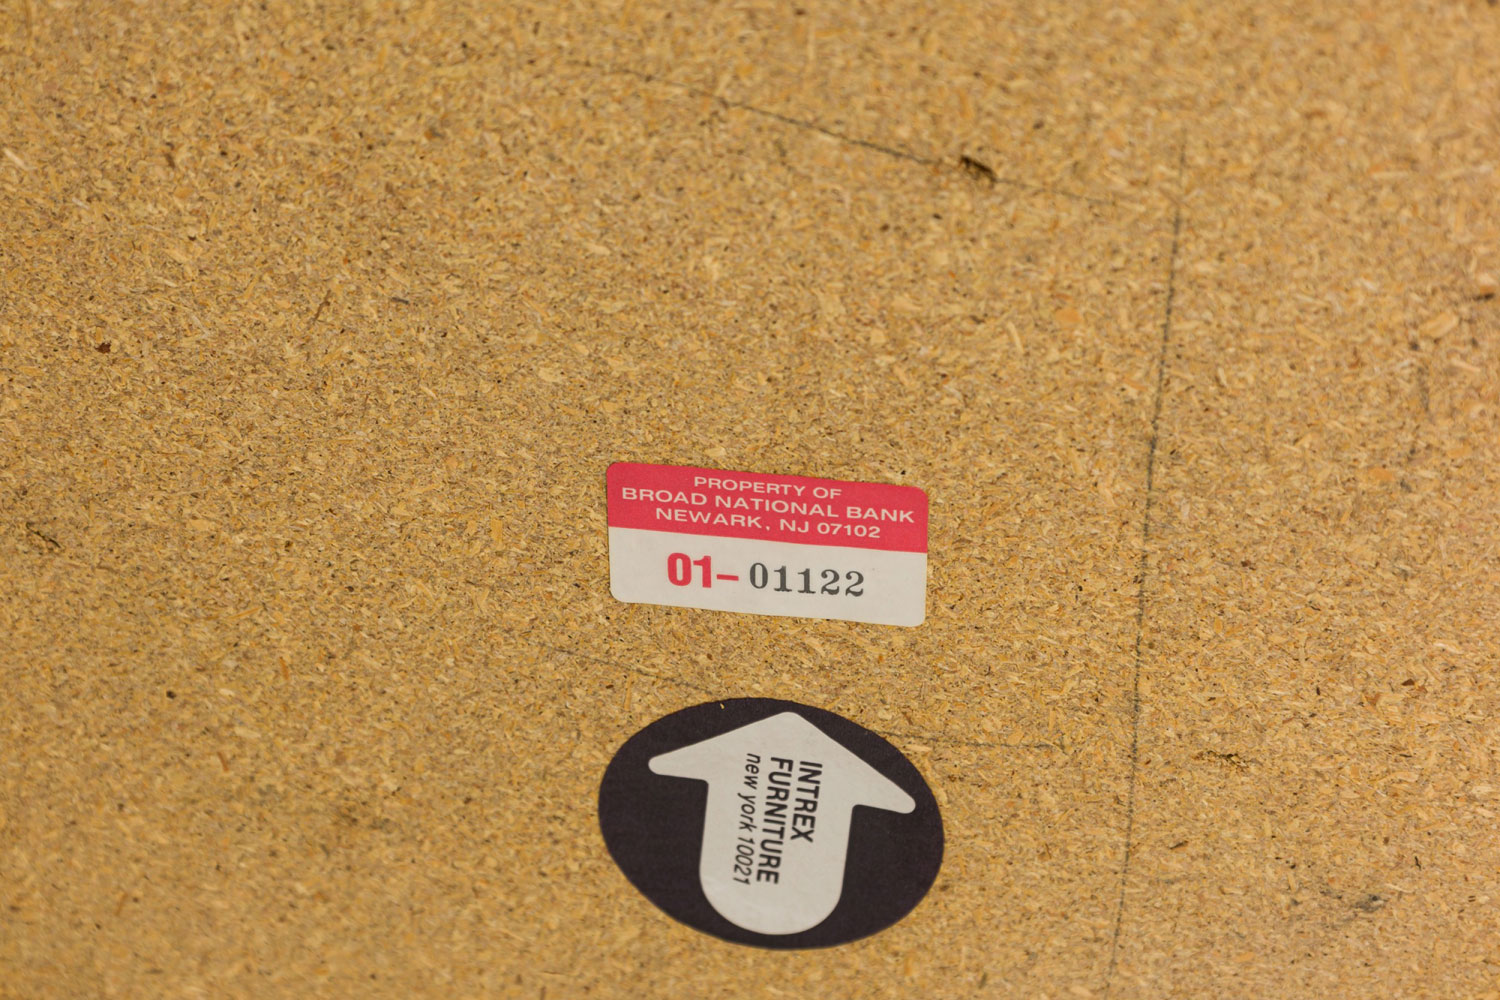 PROPERTY OF
BROAD NATIONAL BANK
NEWARK, NJ 07102
01– 01122
INTREX
FURNITURE
new york 10021